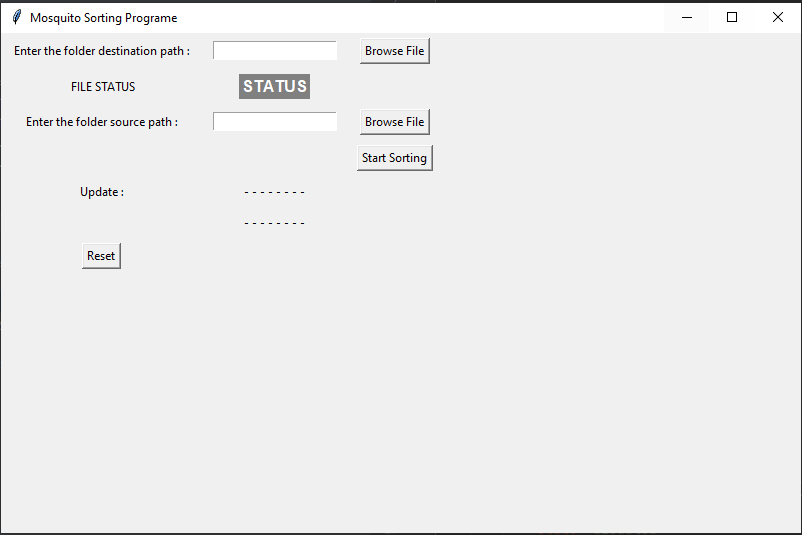 Mosquito Sorting Programe
Enter the folder destination path : Browse File
FILE STATUS STATUS
Enter the folder source path : Browse File
Start Sorting
Update : - - - - - - - -
- - - - - - - -
Reset